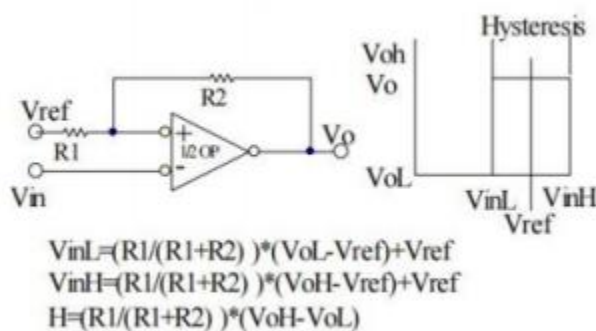 Hysteresis
Voh
Vo
R2
Vref
R1
+
1/2 OP
-
Vo
Vin
VoL
VinL
VinH
Vref
VinL=(R1/(R1+R2) )*(VoL-Vref)+Vref
VinH=(R1/(R1+R2) )*(VoH-Vref)+Vref
H=(R1/(R1+R2) )*(VoH-VoL)